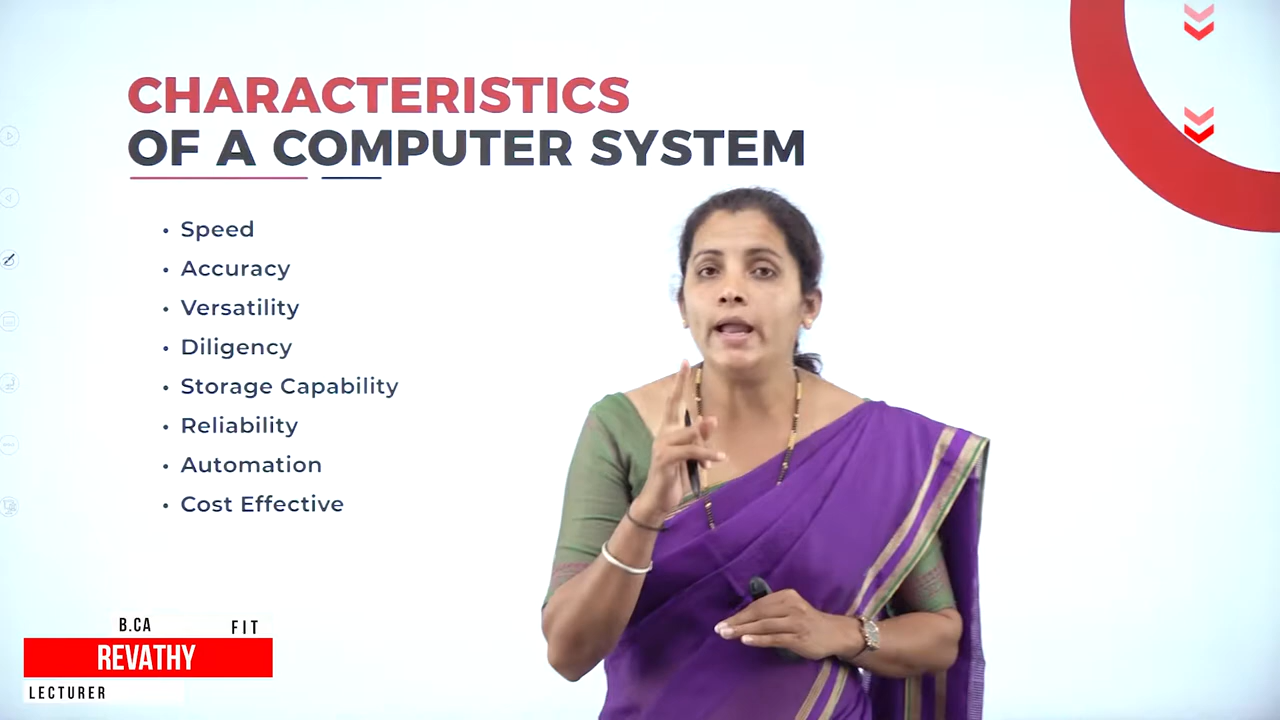 CHARACTERISTICS
OF A COMPUTER SYSTEM
• Speed
• Accuracy
• Versatility
• Diligency
• Storage Capability
• Reliability
• Automation
• Cost Effective
B.CA FIT
REVATHY
LECTURER